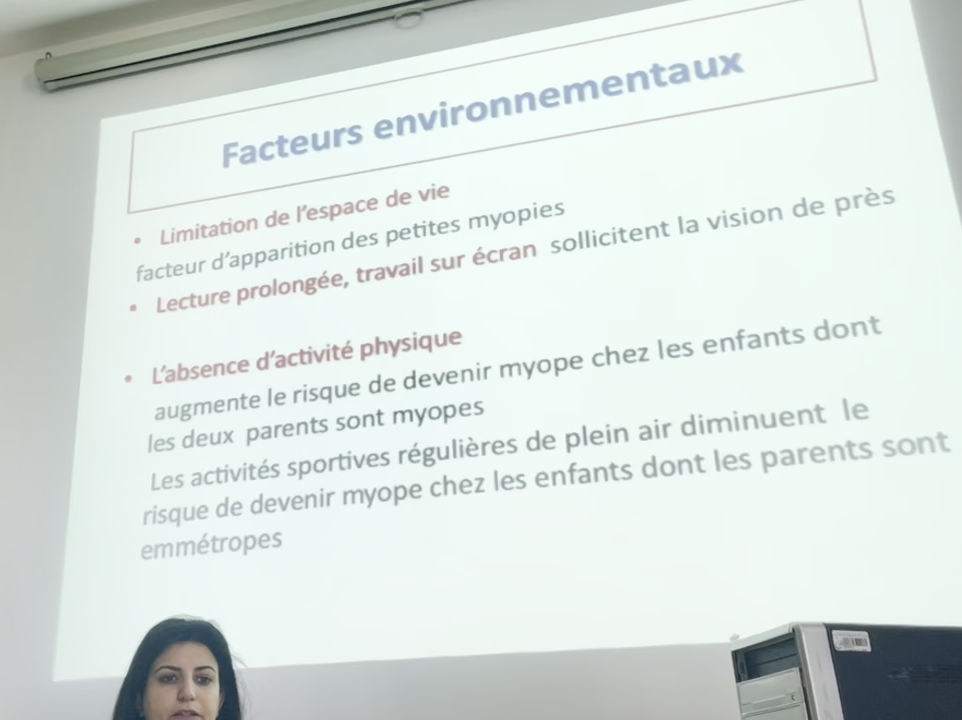 Facteurs environnementaux
• Limitation de l'espace de vie
facteur d'apparition des petites myopies
• Lecture prolongée, travail sur écran sollicitent la vision de près
• L'absence d'activité physique
augmente le risque de devenir myope chez les enfants dont
les deux parents sont myopes
Les activités sportives régulières de plein air diminuent le
risque de devenir myope chez les enfants dont les parents sont
emmétropes